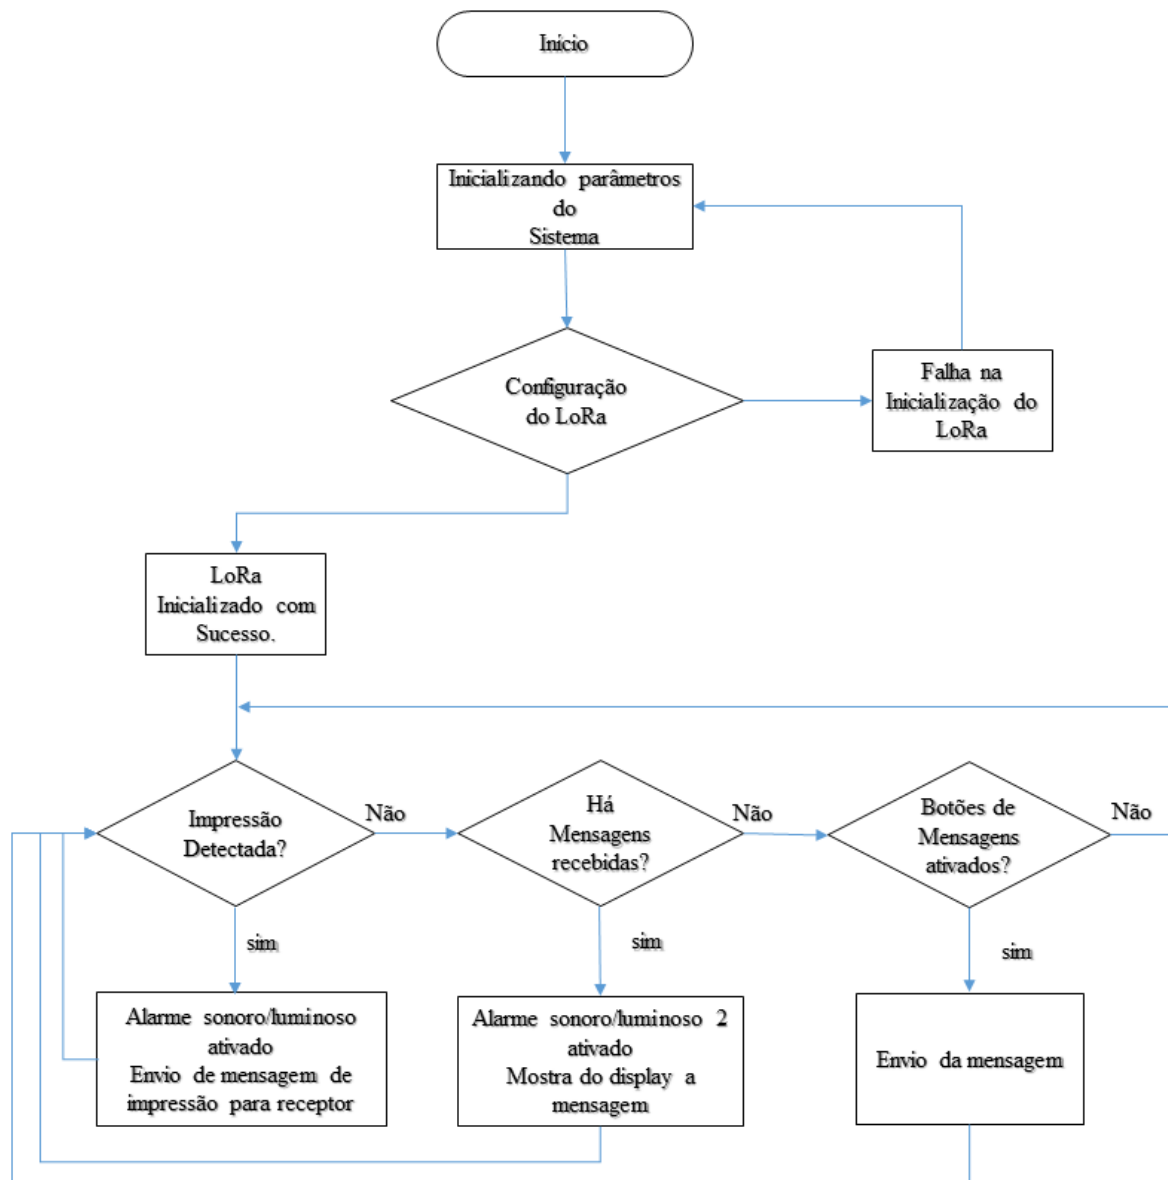 Início
Inicializando parâmetros
do
Sistema
Configuração
do LoRa
Falha na
Inicialização do
LoRa
LoRa
Inicializado com
Sucesso.
Impressão
Detectada?
Não
Há
Mensagens
recebidas?
Não
Botões de
Mensagens
ativados?
Não
sim
sim
sim
Alarme sonoro/luminoso
ativado
Envio de mensagem de
impressão para receptor
Alarme sonoro/luminoso 2
ativado
Mostra do display a
mensagem
Envio da mensagem